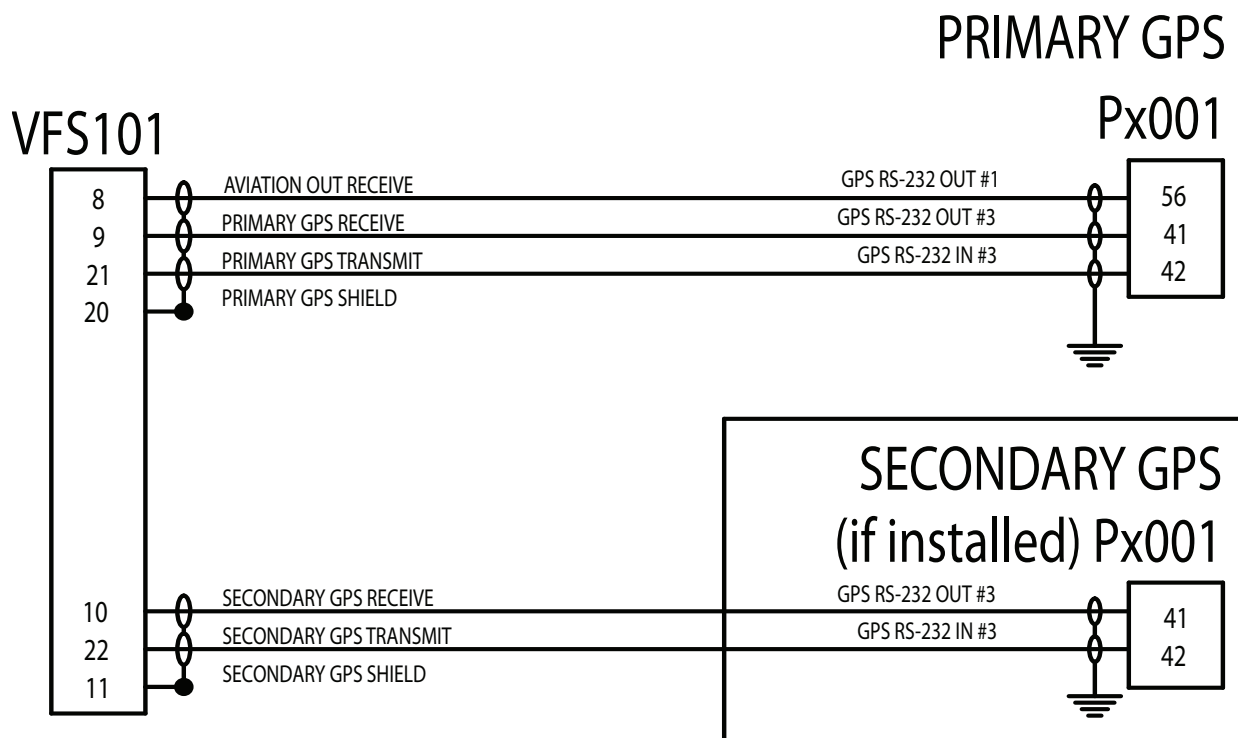 PRIMARY GPS
Px001
VFS101
8 AVIATION OUT RECEIVE GPS RS-232 OUT #1 56
9 PRIMARY GPS RECEIVE GPS RS-232 OUT #3 41
21 PRIMARY GPS TRANSMIT GPS RS-232 IN #3 42
20 PRIMARY GPS SHIELD
SECONDARY GPS
(if installed) Px001
10 SECONDARY GPS RECEIVE GPS RS-232 OUT #3 41
22 SECONDARY GPS TRANSMIT GPS RS-232 IN #3 42
11 SECONDARY GPS SHIELD